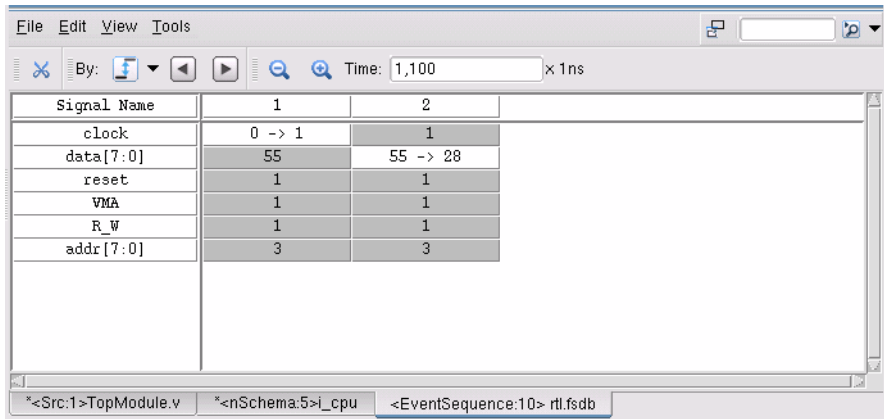 File Edit View Tools
By: Time: 1,100 x 1ns
Signal Name 1 2
clock 0 -> 1 1
data[7:0] 55 55 -> 28
reset 1 1
VMA 1 1
R_W 1 1
addr[7:0] 3 3
*<Src:1>TopModule.v *<nSchema:5>i_cpu <EventSequence:10> rtl.fsdb